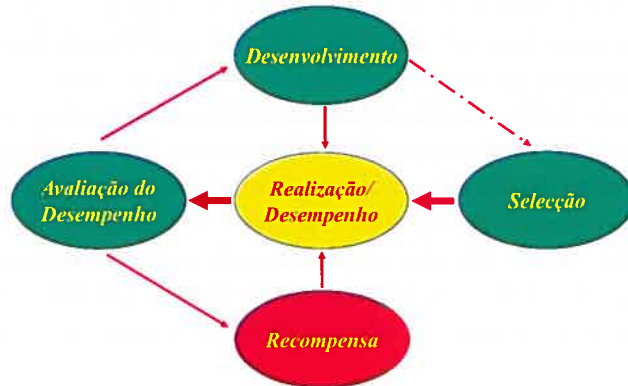 Desenvolvimento
Avaliação do
Desempenho
Realização/
Desempenho
Selecção
Recompensa